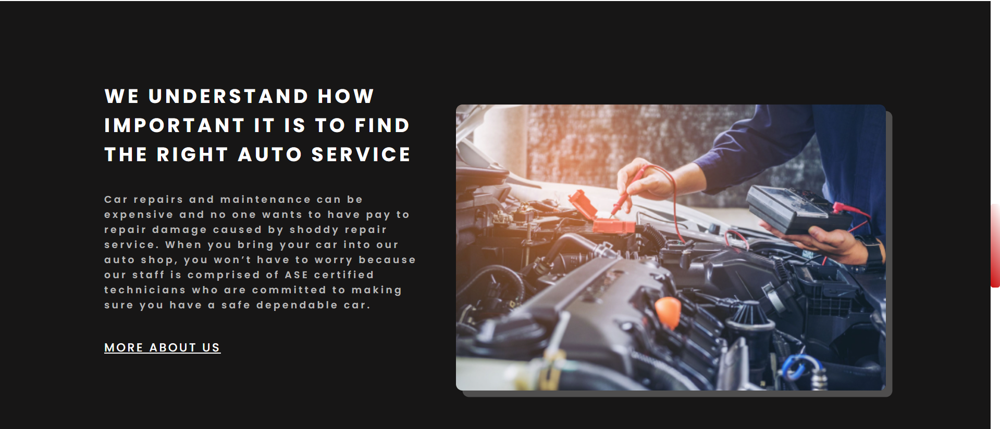 WE UNDERSTAND HOW
IMPORTANT IT IS TO FIND
THE RIGHT AUTO SERVICE
Car repairs and maintenance can be
expensive and no one wants to have pay to
repair damage caused by shoddy repair
service. When you bring your car into our
auto shop, you won’t have to worry because
our staff is comprised of ASE certified
technicians who are committed to making
sure you have a safe dependable car.
MORE ABOUT US